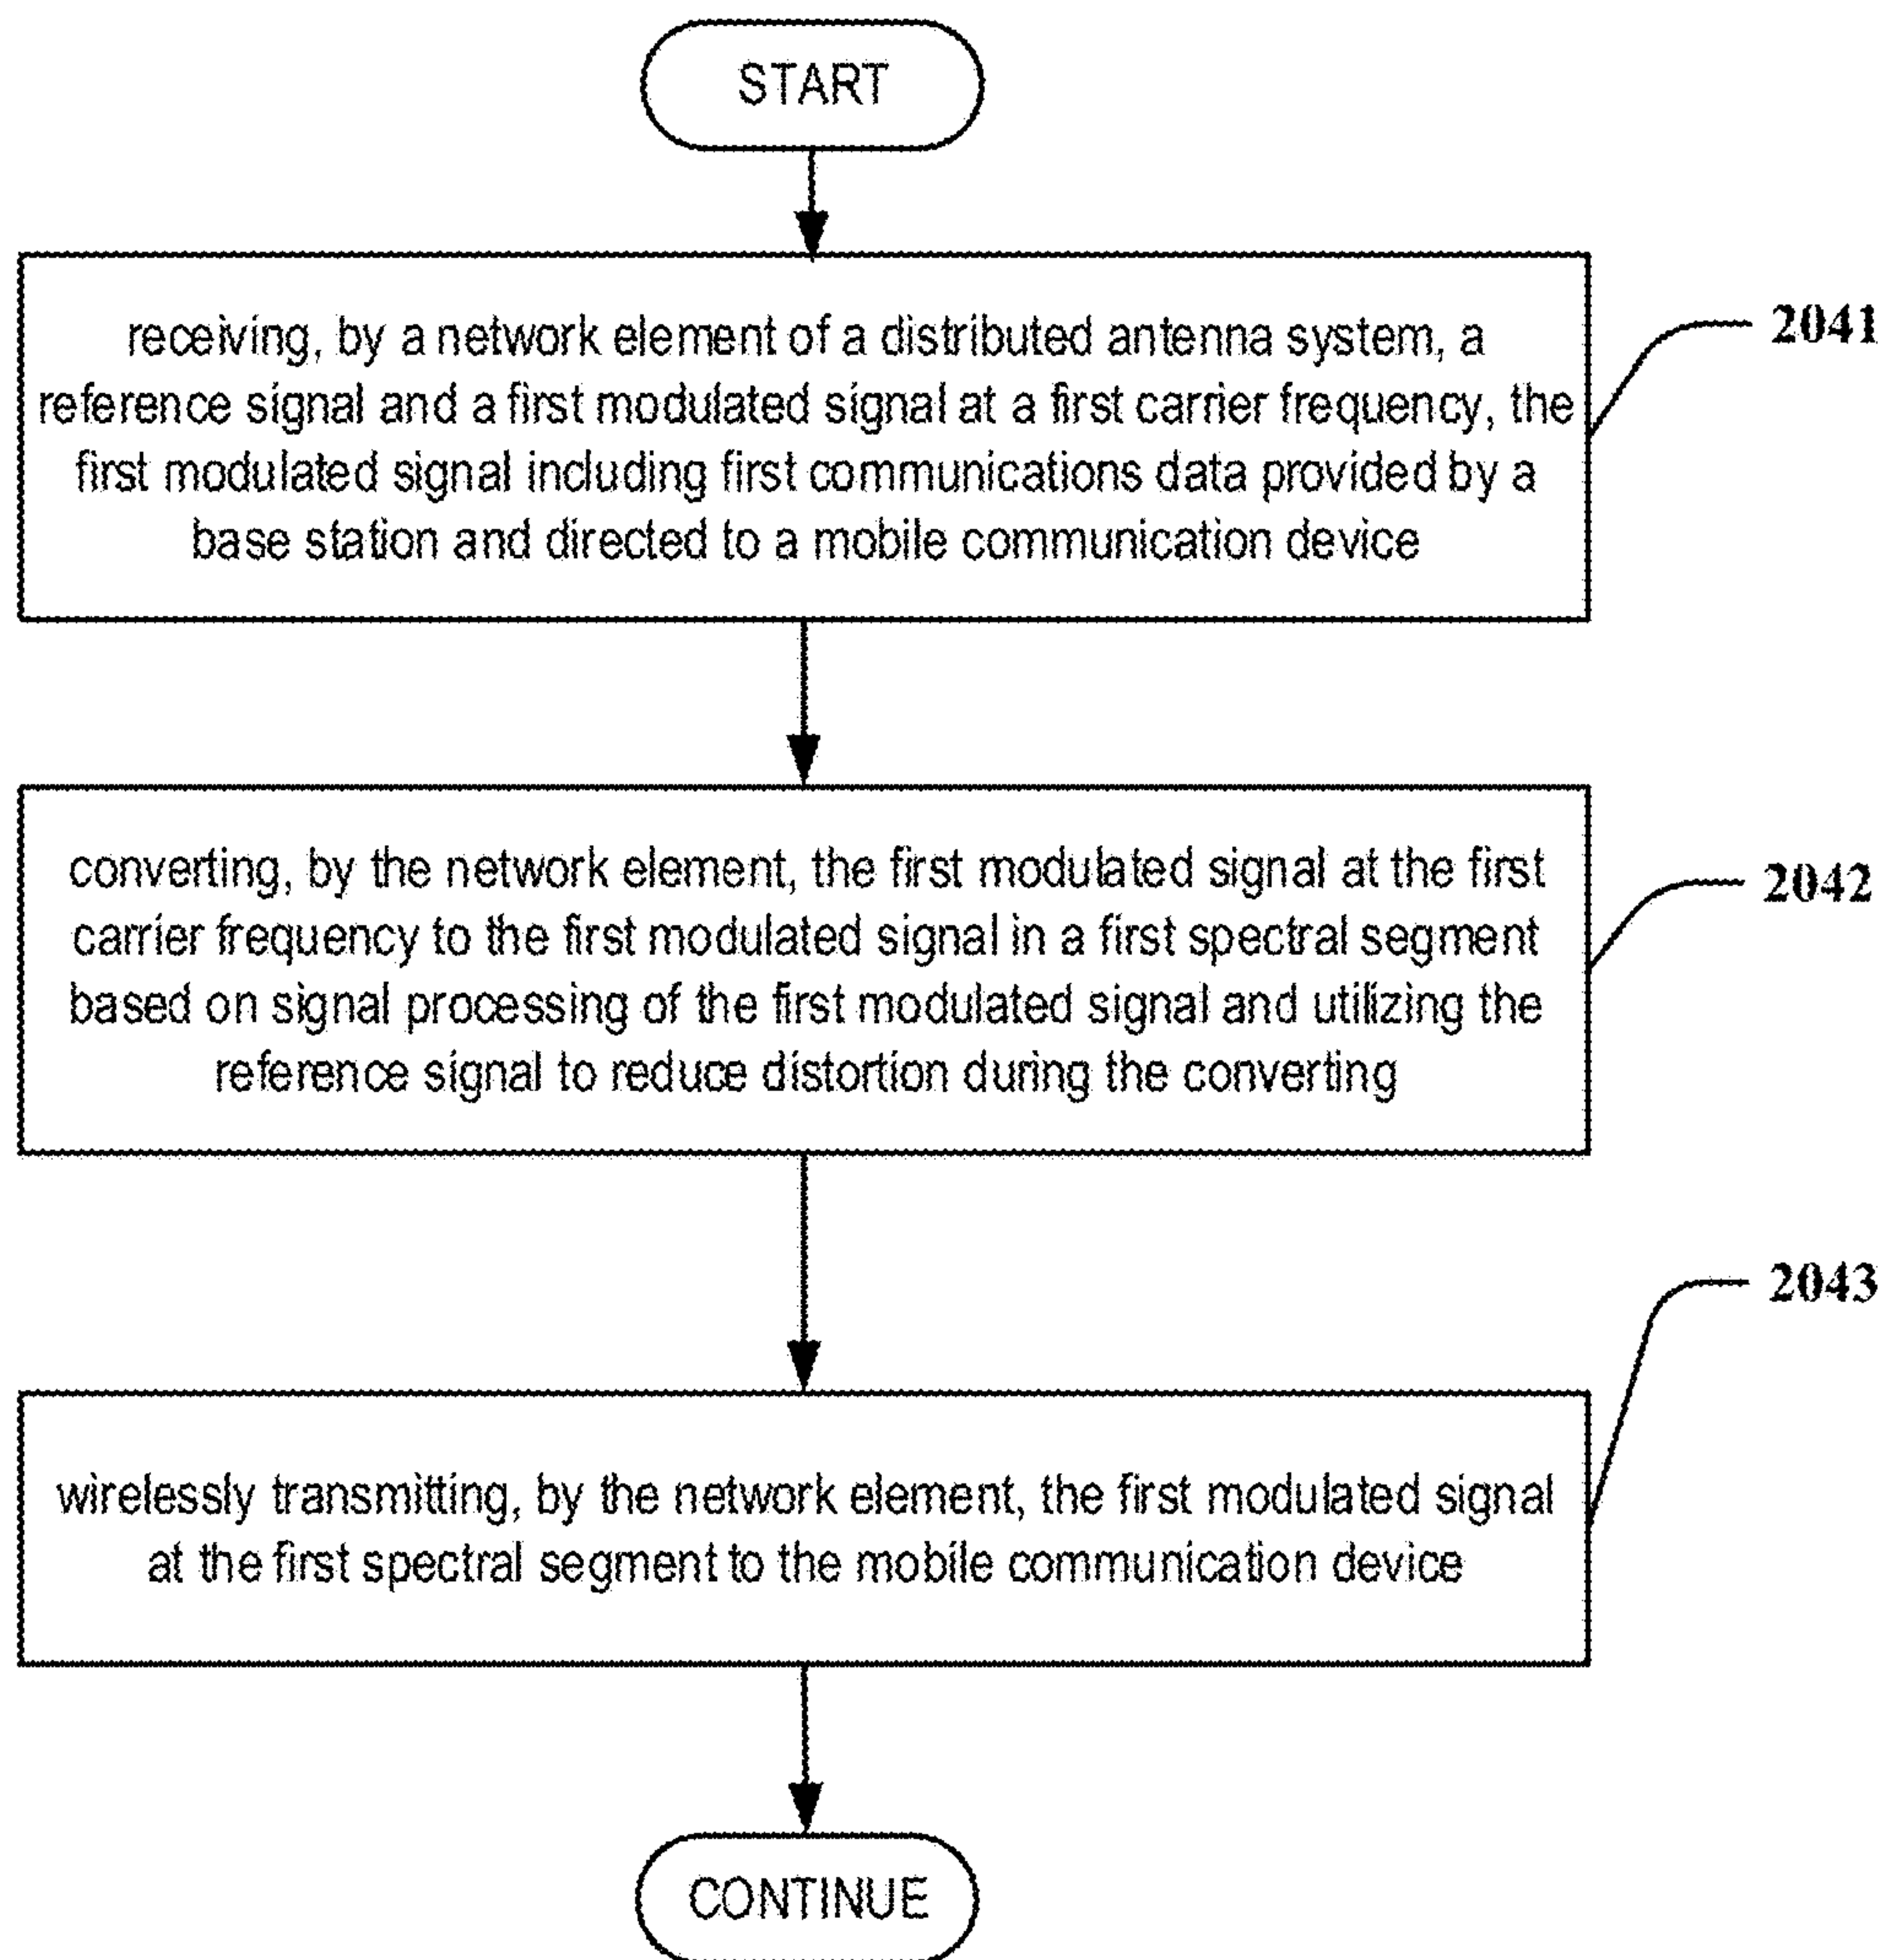 START
receiving, by a network element of a distributed antenna system, a
reference signal and a first modulated signal at a first carrier frequency, the
first modulated signal including first communications data provided by a
base station and directed to a mobile communication device
2041
converting, by the network element, the first modulated signal at the first
carrier frequency to the first modulated signal in a first spectral segment
based on signal processing of the first modulated signal and utilizing the
reference signal to reduce distortion during the converting
2042
wirelessly transmitting, by the network element, the first modulated signal
at the first spectral segment to the mobile communication device
2043
CONTINUE